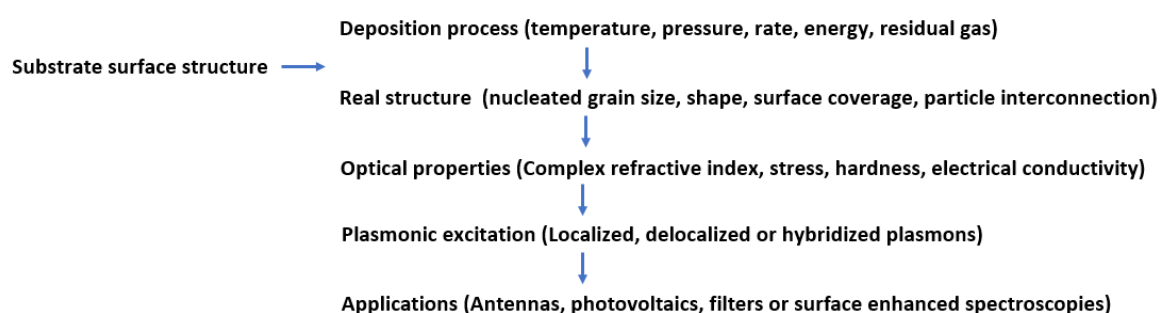 Deposition process (temperature, pressure, rate, energy, residual gas)
Substrate surface structure
Real structure (nucleated grain size, shape, surface coverage, particle interconnection)
Optical properties (Complex refractive index, stress, hardness, electrical conductivity)
Plasmonic excitation (Localized, delocalized or hybridized plasmons)
Applications (Antennas, photovoltaics, filters or surface enhanced spectroscopies)